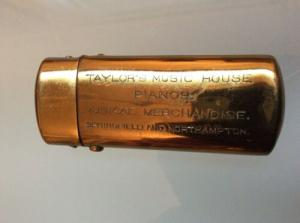 TAYLOR'S MUSIC HOUSE
PIANOS,
MUSICAL MERCHANDISE.
SPRINGFIELD AND NORTHAMPTON.